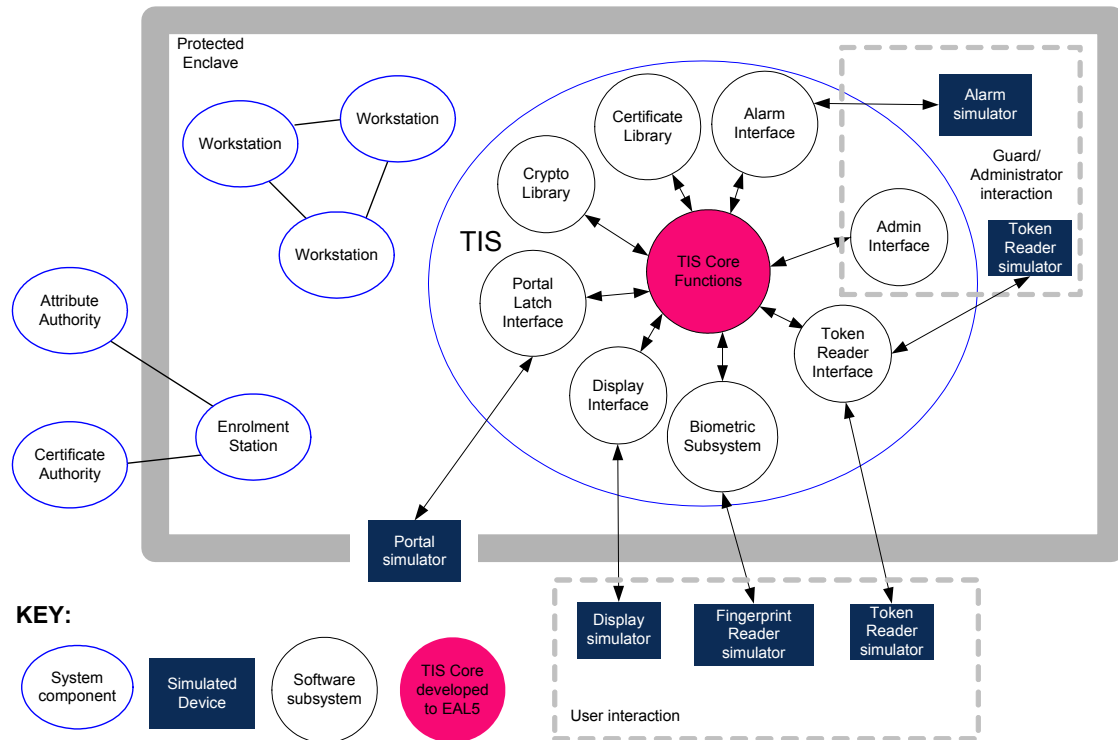 Protected
Enclave
Workstation
Workstation
Workstation
Attribute
Authority
Certificate
Authority
Enrolment
Station
TIS
Certificate
Library
Alarm
Interface
Crypto
Library
TIS Core
Functions
Admin
Interface
Portal
Latch
Interface
Token
Reader
Interface
Display
Interface
Biometric
Subsystem
Alarm
simulator
Guard/
Administrator
interaction
Token
Reader
simulator
Portal
simulator
Display
simulator
Fingerprint
Reader
simulator
Token
Reader
simulator
User interaction
KEY:
System
component
Simulated
Device
Software
subsystem
TIS Core
developed
to EAL5